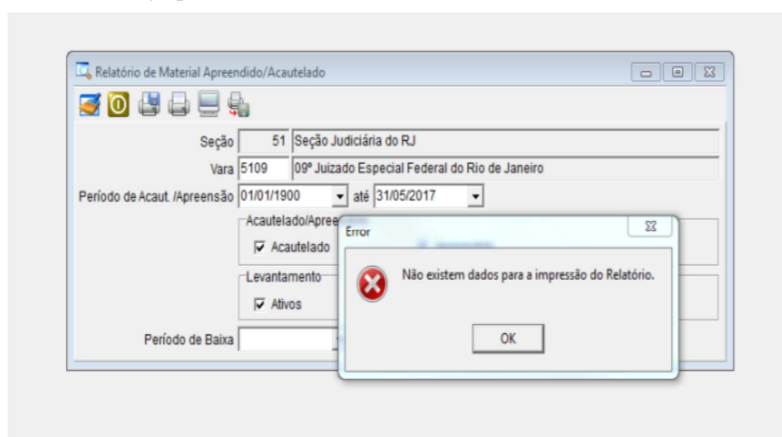 Relatório de Material Apreendido/Acautelado
Seção 51 Seção Judiciária do RJ
Vara 5109 09º Juizado Especial Federal do Rio de Janeiro
Período de Acaut. /Apreensão 01/01/1900 até 31/05/2017
Acautelado/Apree
Acautelado
Levantamento
Ativos
Período de Baixa
Error
Não existem dados para a impressão do Relatório.
OK